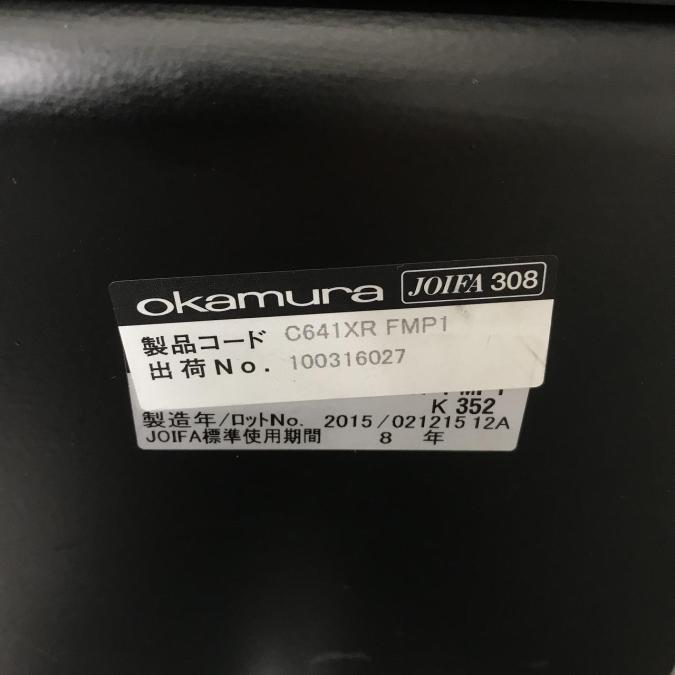 okamura JOIFA 308
製品コード C641XR FMP1
出荷No. 100316027
K 352
製造年/ロットNo. 2015/021215 12A
JOIFA標準使用期間 8 年